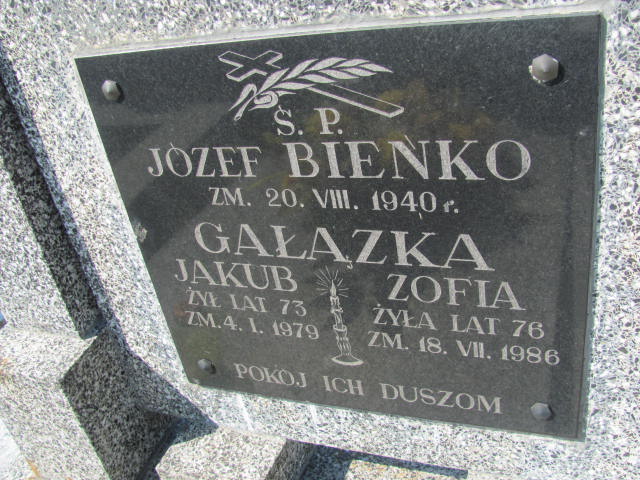 Ś. P.
JÓZEF BIEŃKO
ZM. 20. VIII. 1940 r.
GAŁĄZKA
JAKUB
ŻYŁ LAT 73
ZM. 4. I. 1979
ZOFIA
ŻYŁA LAT 76
ZM. 18. VII. 1986
POKÓJ ICH DUSZOM